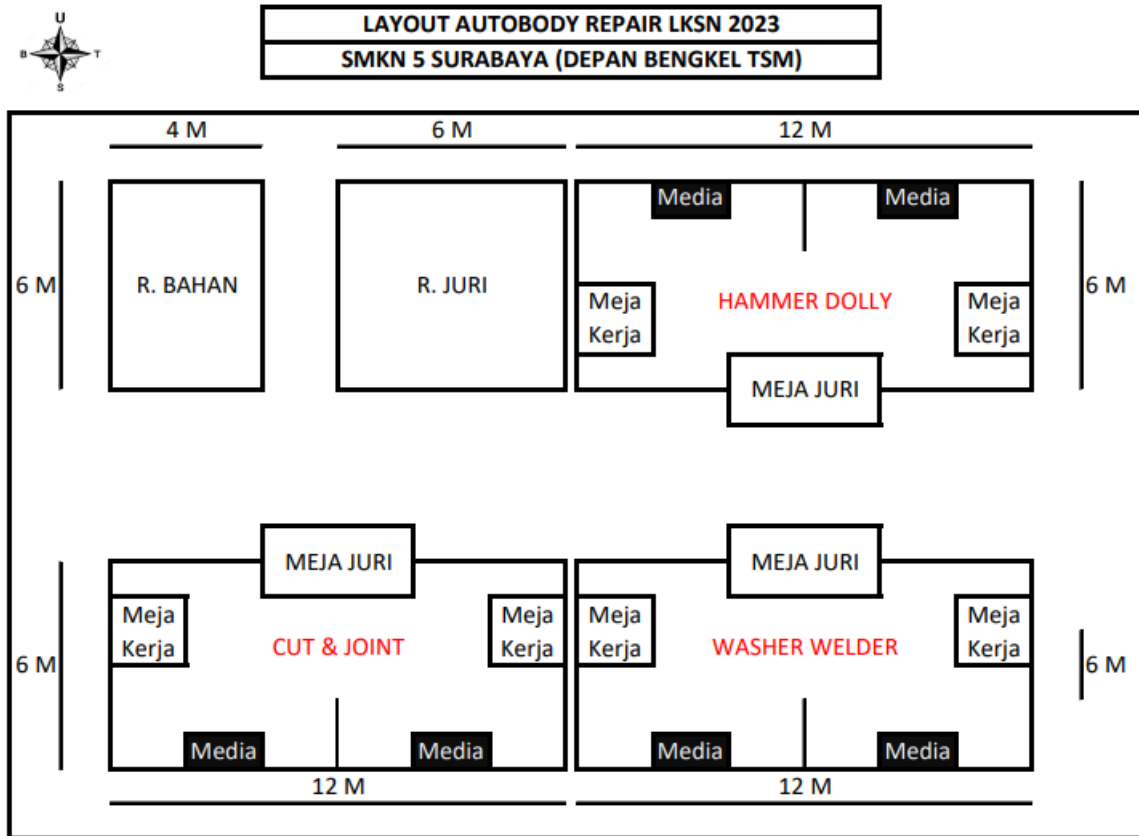 U
B
T
S
LAYOUT AUTOBODY REPAIR LKSN 2023
SMKN 5 SURABAYA (DEPAN BENGKEL TSM)
4 M
6 M
12 M
Media
Media
6 M
R. BAHAN
R. JURI
Meja
Kerja
HAMMER DOLLY
Meja
Kerja
6 M
MEJA JURI
MEJA JURI
MEJA JURI
6 M
Meja
Kerja
CUT & JOINT
Meja
Kerja
Meja
Kerja
WASHER WELDER
Meja
Kerja
6 M
Media
Media
Media
Media
12 M
12 M